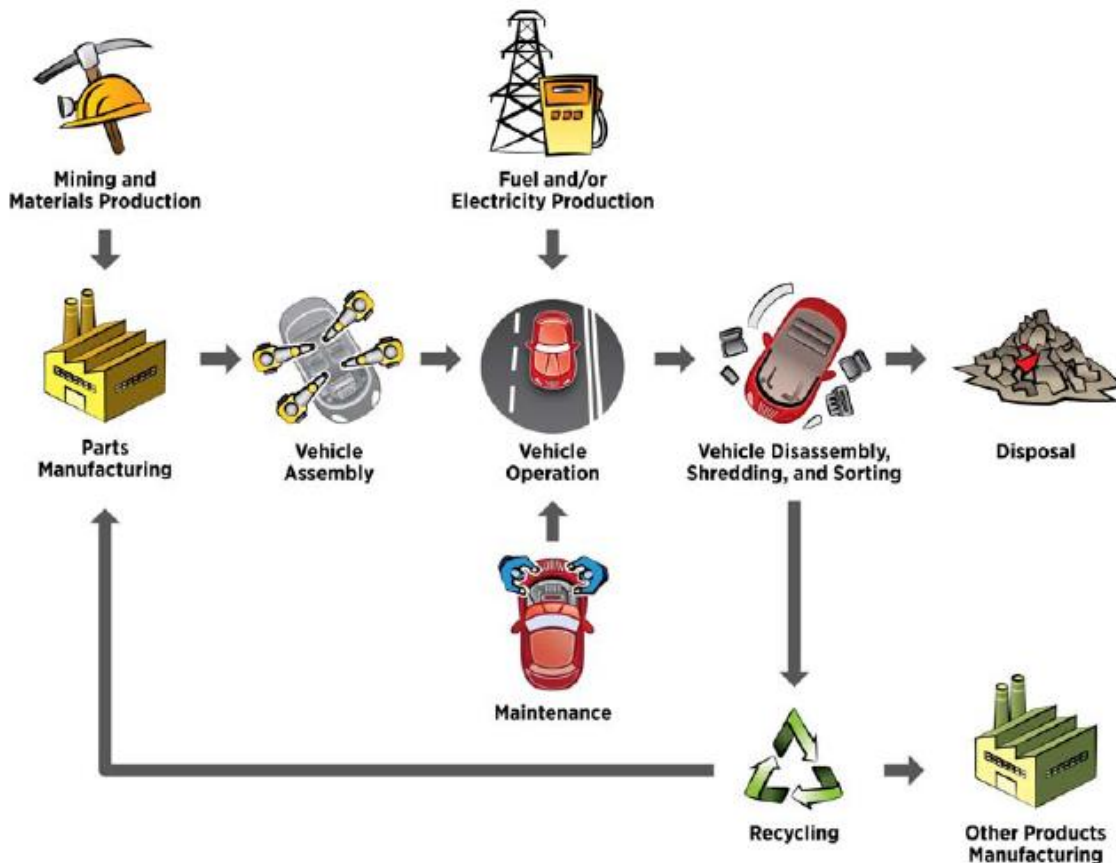 Mining and
Materials Production
Fuel and/or
Electricity Production
Parts
Manufacturing
Vehicle
Assembly
Vehicle
Operation
Vehicle Disassembly,
Shredding, and Sorting
Disposal
Maintenance
Recycling
Other Products
Manufacturing